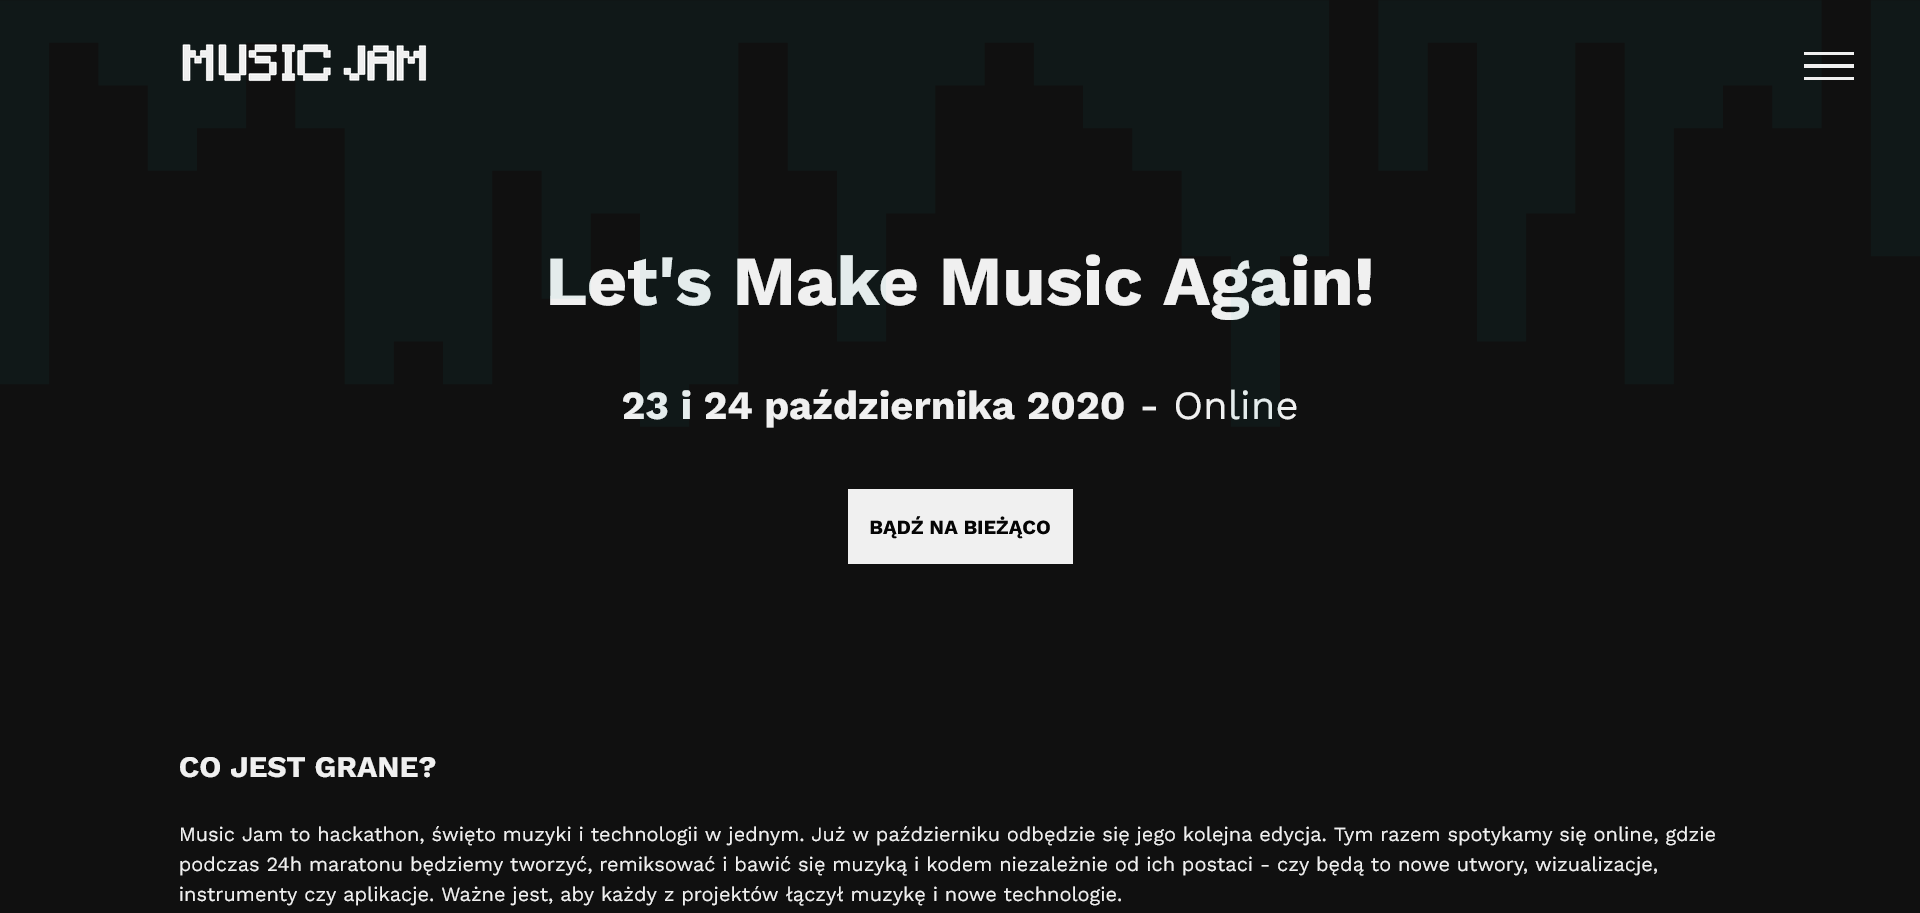 MUSIC JAM
Let's Make Music Again!
23 i 24 października 2020 - Online
BĄDŹ NA BIEŻĄCO
CO JEST GRANE?
Music Jam to hackathon, święto muzyki i technologii w jednym. Już w październiku odbędzie się jego kolejna edycja. Tym razem spotykamy się online, gdzie
podczas 24h maratonu będziemy tworzyć, remiksować i bawić się muzyką i kodem niezależnie od ich postaci - czy będą to nowe utwory, wizualizacje,
instrumenty czy aplikacje. Ważne jest, aby każdy z projektów łączył muzykę i nowe technologie.